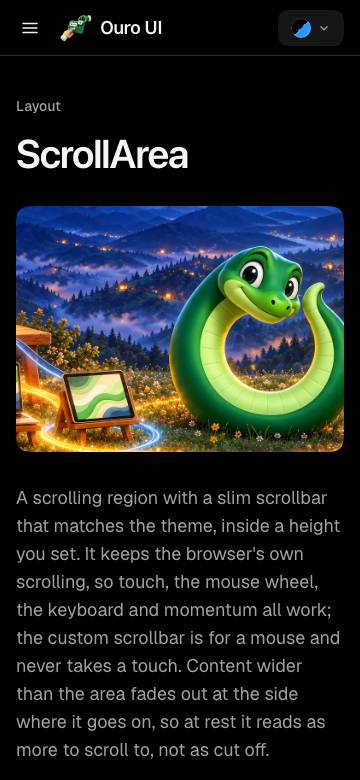 Ouro UI
Layout
ScrollArea
A scrolling region with a slim scrollbar
that matches the theme, inside a height
you set. It keeps the browser's own
scrolling, so touch, the mouse wheel,
the keyboard and momentum all work;
the custom scrollbar is for a mouse and
never takes a touch. Content wider
than the area fades out at the side
where it goes on, so at rest it reads as
more to scroll to, not as cut off.